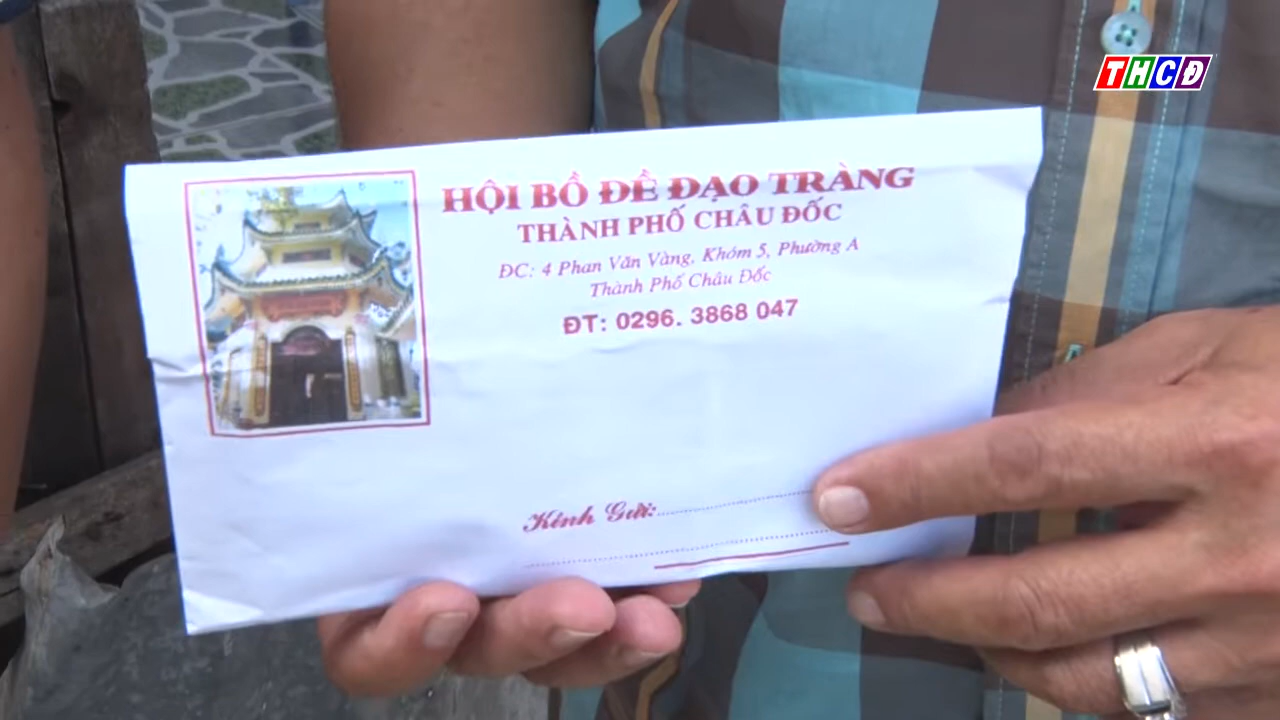 THCĐ
HỘI BỒ ĐỀ ĐẠO TRÀNG
THÀNH PHỐ CHÂU ĐỐC
ĐC: 4 Phan Văn Vàng, Khóm 5, Phường A
Thành Phố Châu Đốc
ĐT: 0296. 3868 047
Kính Gửi: